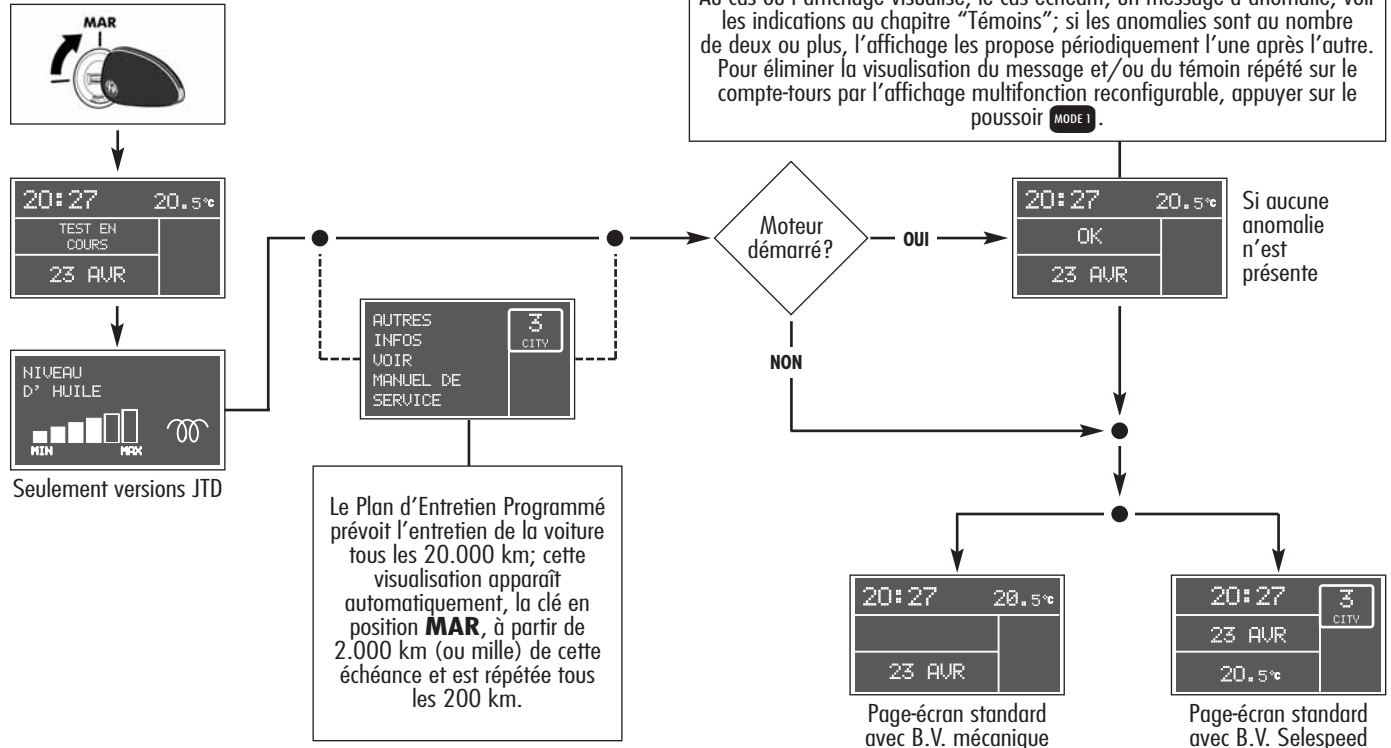 MAR
Au cas où l'affichage visualise, le cas échéant, un message d'anomalie, voir
les indications au chapitre “Témoins”; si les anomalies sont au nombre
de deux ou plus, l'affichage les propose périodiquement l'une après l'autre.
Pour éliminer la visualisation du message et/ou du témoin répété sur le
compte-tours par l'affichage multifonction reconfigurable, appuyer sur le
poussoir MODE 1 .
20:27 20.5°c
TEST EN
COURS
23 AVR
NIVEAU
D' HUILE
MIN MAX
Seulement versions JTD
AUTRES
INFOS
VOIR
MANUEL DE
SERVICE
3
CITY
Le Plan d'Entretien Programmé
prévoit l'entretien de la voiture
tous les 20.000 km; cette
visualisation apparaît
automatiquement, la clé en
position MAR, à partir de
2.000 km (ou mille) de cette
échéance et est répétée tous
les 200 km.
Moteur
démarré?
OUI
NON
20:27 20.5°c
OK
23 AVR
Si aucune
anomalie
n'est
présente
20:27 20.5°c
23 AVR
Page-écran standard
avec B.V. mécanique
20:27
23 AVR
20.5°c
3
CITY
Page-écran standard
avec B.V. Selespeed